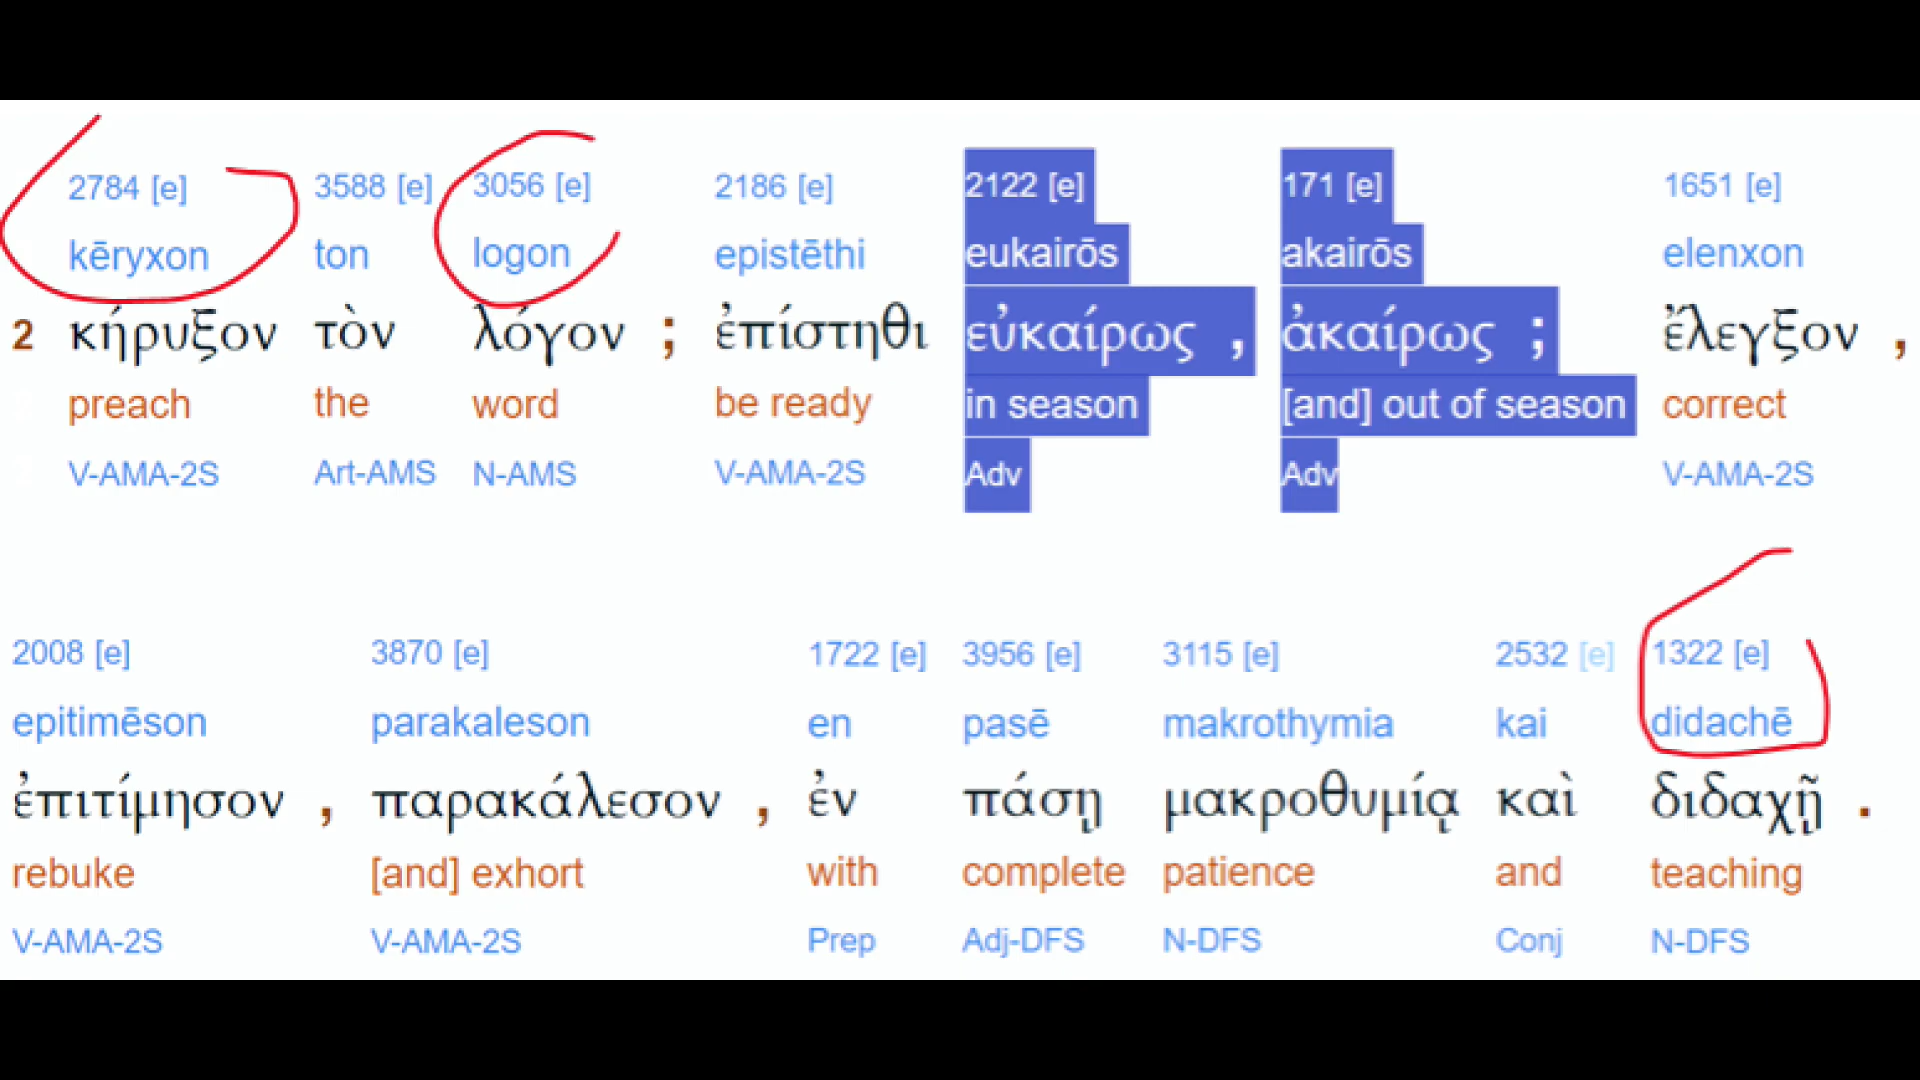 2784 [e] 3588 [e] 3056 [e] 2186 [e] 2122 [e] 171 [e] 1651 [e]
kēryxon ton logon epistēthi eukairōs akairōs elenxon
2 κήρυξον τὸν λόγον ; ἐπίστηθι εὐκαίρως , ἀκαίρως ; ἔλεγξον ,
preach the word be ready in season [and] out of season correct
V-AMA-2S Art-AMS N-AMS V-AMA-2S Adv Adv V-AMA-2S
2008 [e] 3870 [e] 1722 [e] 3956 [e] 3115 [e] 2532 [e] 1322 [e]
epitimēson parakaleson en pasē makrothymia kai didachē
ἐπιτίμησον , παρακάλεσον , ἐν πάσῃ μακροθυμίᾳ καὶ διδαχῇ .
rebuke [and] exhort with complete patience and teaching
V-AMA-2S V-AMA-2S Prep Adj-DFS N-DFS Conj N-DFS